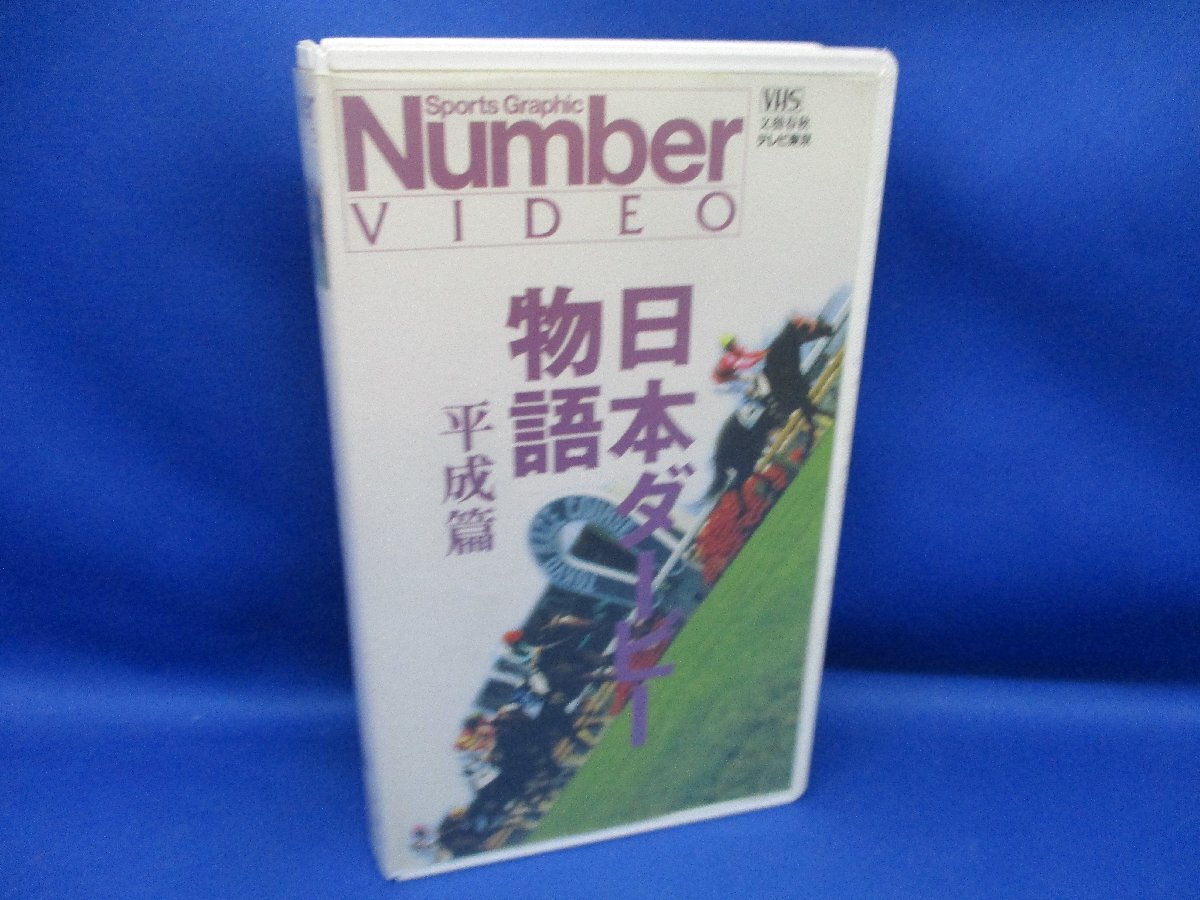 Sports Graphic
Number
VIDEO
VHS
文藝春秋
テレビ東京
日本ダービー
物語
平成篇